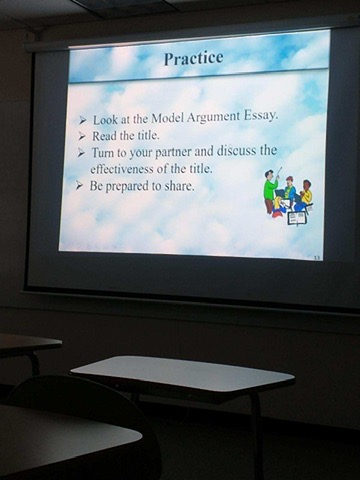 Practice
Look at the Model Argument Essay.
Read the title.
Turn to your partner and discuss the
effectiveness of the title.
Be prepared to share.
13